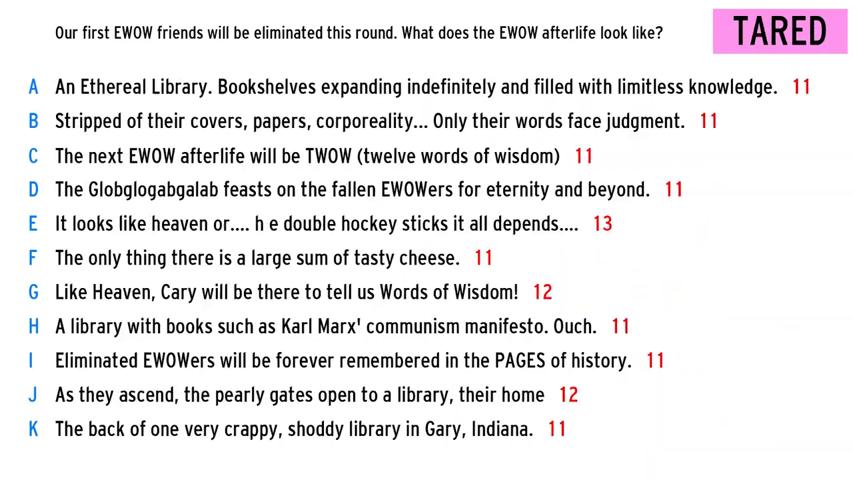 Our first EWOW friends will be eliminated this round. What does the EWOW afterlife look like?
TARED
A An Ethereal Library. Bookshelves expanding indefinitely and filled with limitless knowledge. 11
B Stripped of their covers, papers, corporeality... Only their words face judgment. 11
C The next EWOW afterlife will be TWOW (twelve words of wisdom) 11
D The Globglogabgalab feasts on the fallen EWOWers for eternity and beyond. 11
E It looks like heaven or.... h e double hockey sticks it all depends.... 13
F The only thing there is a large sum of tasty cheese. 11
G Like Heaven, Cary will be there to tell us Words of Wisdom! 12
H A library with books such as Karl Marx' communism manifesto. Ouch. 11
I Eliminated EWOWers will be forever remembered in the PAGES of history. 11
J As they ascend, the pearly gates open to a library, their home 12
K The back of one very crappy, shoddy library in Gary, Indiana. 11